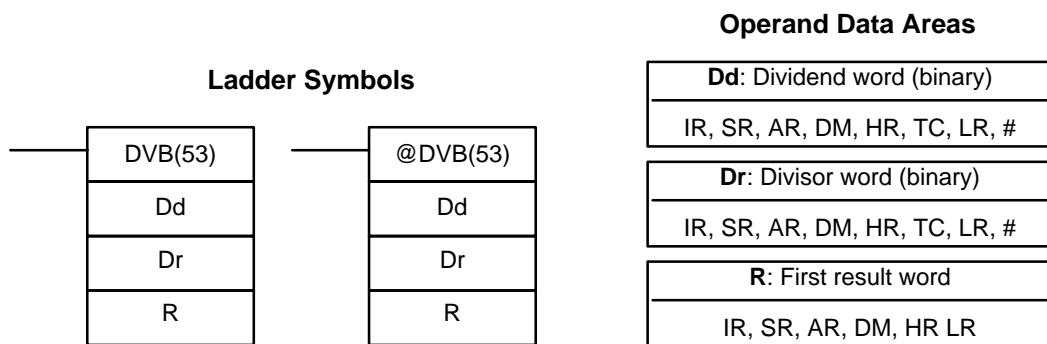 Ladder Symbols
DVB(53)
Dd
Dr
R
@DVB(53)
Dd
Dr
R
Operand Data Areas
Dd: Dividend word (binary)
IR, SR, AR, DM, HR, TC, LR, #
Dr: Divisor word (binary)
IR, SR, AR, DM, HR, TC, LR, #
R: First result word
IR, SR, AR, DM, HR LR